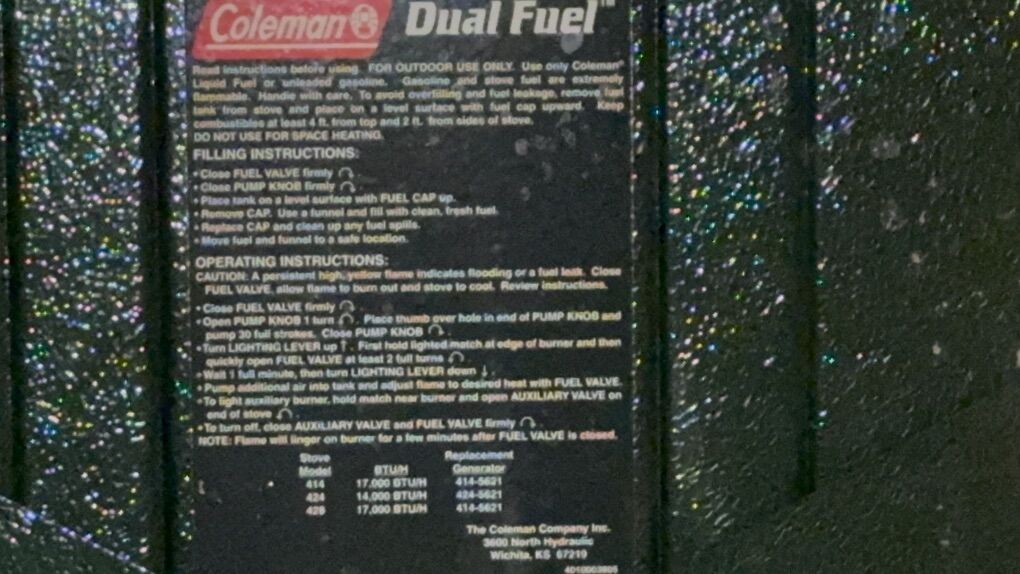 Coleman Dual Fuel™
Read instructions before using. FOR OUTDOOR USE ONLY. Use only Coleman®
Liquid Fuel or unleaded gasoline. Gasoline and stove fuel are extremely
flammable. Handle with care. To avoid overfilling and fuel leakage, remove fuel
tank from stove and place on a level surface with fuel cap upward. Keep
combustibles at least 4 ft. from top and 2 ft. from sides of stove.
DO NOT USE FOR SPACE HEATING.
FILLING INSTRUCTIONS:
• Close FUEL VALVE firmly
• Close PUMP KNOB firmly
• Place tank on a level surface with FUEL CAP up.
• Remove CAP. Use a funnel and fill with clean, fresh fuel.
• Replace CAP and clean up any fuel spills.
• Move fuel and funnel to a safe location.
OPERATING INSTRUCTIONS:
CAUTION: A persistent high, yellow flame indicates flooding or a fuel leak. Close
FUEL VALVE, allow flame to burn out and stove to cool. Review instructions.
• Close FUEL VALVE firmly
• Open PUMP KNOB 1 turn . Place thumb over hole in end of PUMP KNOB and
pump 30 full strokes. Close PUMP KNOB .
• Turn LIGHTING LEVER up ↑. First hold lighted match at edge of burner and then
quickly open FUEL VALVE at least 2 full turns .
• Wait 1 full minute, then turn LIGHTING LEVER down ↓.
• Pump additional air into tank and adjust flame to desired heat with FUEL VALVE.
• To light auxiliary burner, hold match near burner and open AUXILIARY VALVE on
end of stove .
• To turn off, close AUXILIARY VALVE and FUEL VALVE firmly .
NOTE: Flame will linger on burner for a few minutes after FUEL VALVE is closed.
Stove Replacement
Model BTU/H Generator
414 17,000 BTU/H 414-5621
424 14,000 BTU/H 424-5621
428 17,000 BTU/H 414-5621
The Coleman Company Inc.
3600 North Hydraulic
Wichita, KS 67219
4010003805